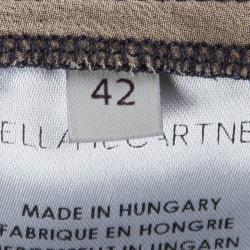 42
ELLA McCARTNE
MADE IN HUNGARY
FABRIQUE EN HONGRIE